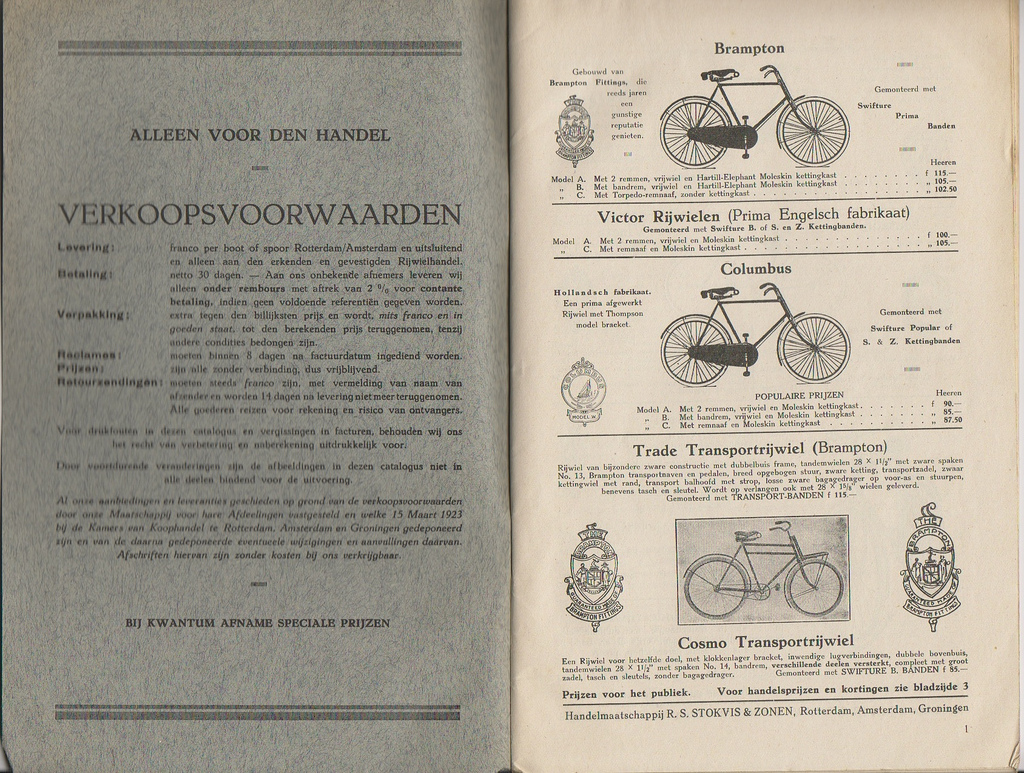 ALLEEN VOOR DEN HANDEL
VERKOOPSVOORWAARDEN
Levering: franco per boot of spoor Rotterdam/Amsterdam en uitsluitend
en alleen aan den erkenden en gevestigden Rijwielhandel.
Betaling: netto 30 dagen. — Aan ons onbekende afnemers leveren wij
alleen onder rembours met aftrek van 2 % voor contante
betaling, indien geen voldoende referentiën gegeven worden.
Verpakking: extra tegen den billijksten prijs en wordt, mits franco en in
goeden staat, tot den berekenden prijs teruggenomen, tenzij
andere condities bedongen zijn.
Reclames: moeten binnen 8 dagen na factuurdatum ingediend worden.
Prijzen: zijn alle zonder verbinding, dus vrijblijvend.
Retourzendingen: moeten steeds franco zijn, met vermelding van naam van
afzender en worden 14 dagen na levering niet meer teruggenomen.
Alle goederen reizen voor rekening en risico van ontvangers.
Voor drukfouten in dezen catalogus en vergissingen in facturen, behouden wij ons
het recht van verbetering en naberekening uitdrukkelijk voor.
Door voortdurende veranderingen zijn de afbeeldingen in dezen catalogus niet in
alle deelen bindend voor de uitvoering.
Al onze aanbiedingen en leveranties geschieden op grond van de verkoopsvoorwaarden
door onze Maatschappij voor hare Afdeelingen vastgesteld en welke 15 Maart 1923
bij de Kamers van Koophandel te Rotterdam, Amsterdam en Groningen gedeponeerd
zijn en van de daarna gedeponeerde eventueele wijzigingen en aanvullingen daarvan.
Afschriften hiervan zijn zonder kosten bij ons verkrijgbaar.
BIJ KWANTUM AFNAME SPECIALE PRIJZEN
Brampton
Gebouwd van
Brampton Fittings, die
reeds jaren
een
gunstige
reputatie
genieten.
Gemonteerd met
Swifture
Prima
Banden
Heeren
Model A. Met 2 remmen, vrijwiel en Hartill-Elephant Moleskin kettingkast . . . . . . . . f 115.—
„ B. Met bandrem, vrijwiel en Hartill-Elephant Moleskin kettingkast . . . . . . . . „ 105.—
„ C. Met Torpedo-remnaaf, zonder kettingkast . . . . . . . . „ 102.50
Victor Rijwielen (Prima Engelsch fabrikaat)
Gemonteerd met Swifture B. of S. en Z. Kettingbanden.
Model A. Met 2 remmen, vrijwiel en Moleskin kettingkast . . . . . . . . f 100.—
„ C. Met remnaaf en Moleskin kettingkast . . . . . . . . „ 105.—
Columbus
Hollandsch fabrikaat.
Een prima afgewerkt
Rijwiel met Thompson
model bracket.
Gemonteerd met
Swifture Popular of
S. & Z. Kettingbanden
COLUMBUS
MODEL W.
POPULAIRE PRIJZEN
Heeren
Model A. Met 2 remmen, vrijwiel en Moleskin kettingkast . . . . . . . . f 90.—
„ B. Met bandrem, vrijwiel en Moleskin kettingkast . . . . . . . . „ 85.—
„ C. Met remnaaf en Moleskin kettingkast . . . . . . . . „ 87.50
Trade Transportrijwiel (Brampton)
Rijwiel van bijzondere zware constructie met dubbelbuis frame, tandemwielen 28 × 1½" met zware spaken
No. 13, Brampton transportnaven en pedalen, breed opgebogen stuur, zware ketting, transportzadel, zwaar
kettingwiel met rand, transport balhoofd met strop, losse zware bagagedrager op voor-as en stuurpen,
benevens tasch en sleutel. Wordt op verlangen ook met 28 × 1⅝" wielen geleverd.
Gemonteerd met TRANSPORT-BANDEN f 115.—
THE
BRAMPTON
GUARANTEED MADE OF
BRAMPTON FITTINGS
THE
BRAMPTON
GUARANTEED MADE OF
BRAMPTON FITTINGS
Cosmo Transportrijwiel
Een Rijwiel voor hetzelfde doel, met klokkenlager bracket, inwendige lugverbindingen, dubbele bovenbuis,
tandemwielen 28 × 1½" met spaken No. 14, bandrem, verschillende deelen versterkt, compleet met groot
zadel, tasch en sleutels, zonder bagagedrager. Gemonteerd met SWIFTURE B. BANDEN f 85.—
Prijzen voor het publiek. Voor handelsprijzen en kortingen zie bladzijde 3
Handelmaatschappij R. S. STOKVIS & ZONEN, Rotterdam, Amsterdam, Groningen
1